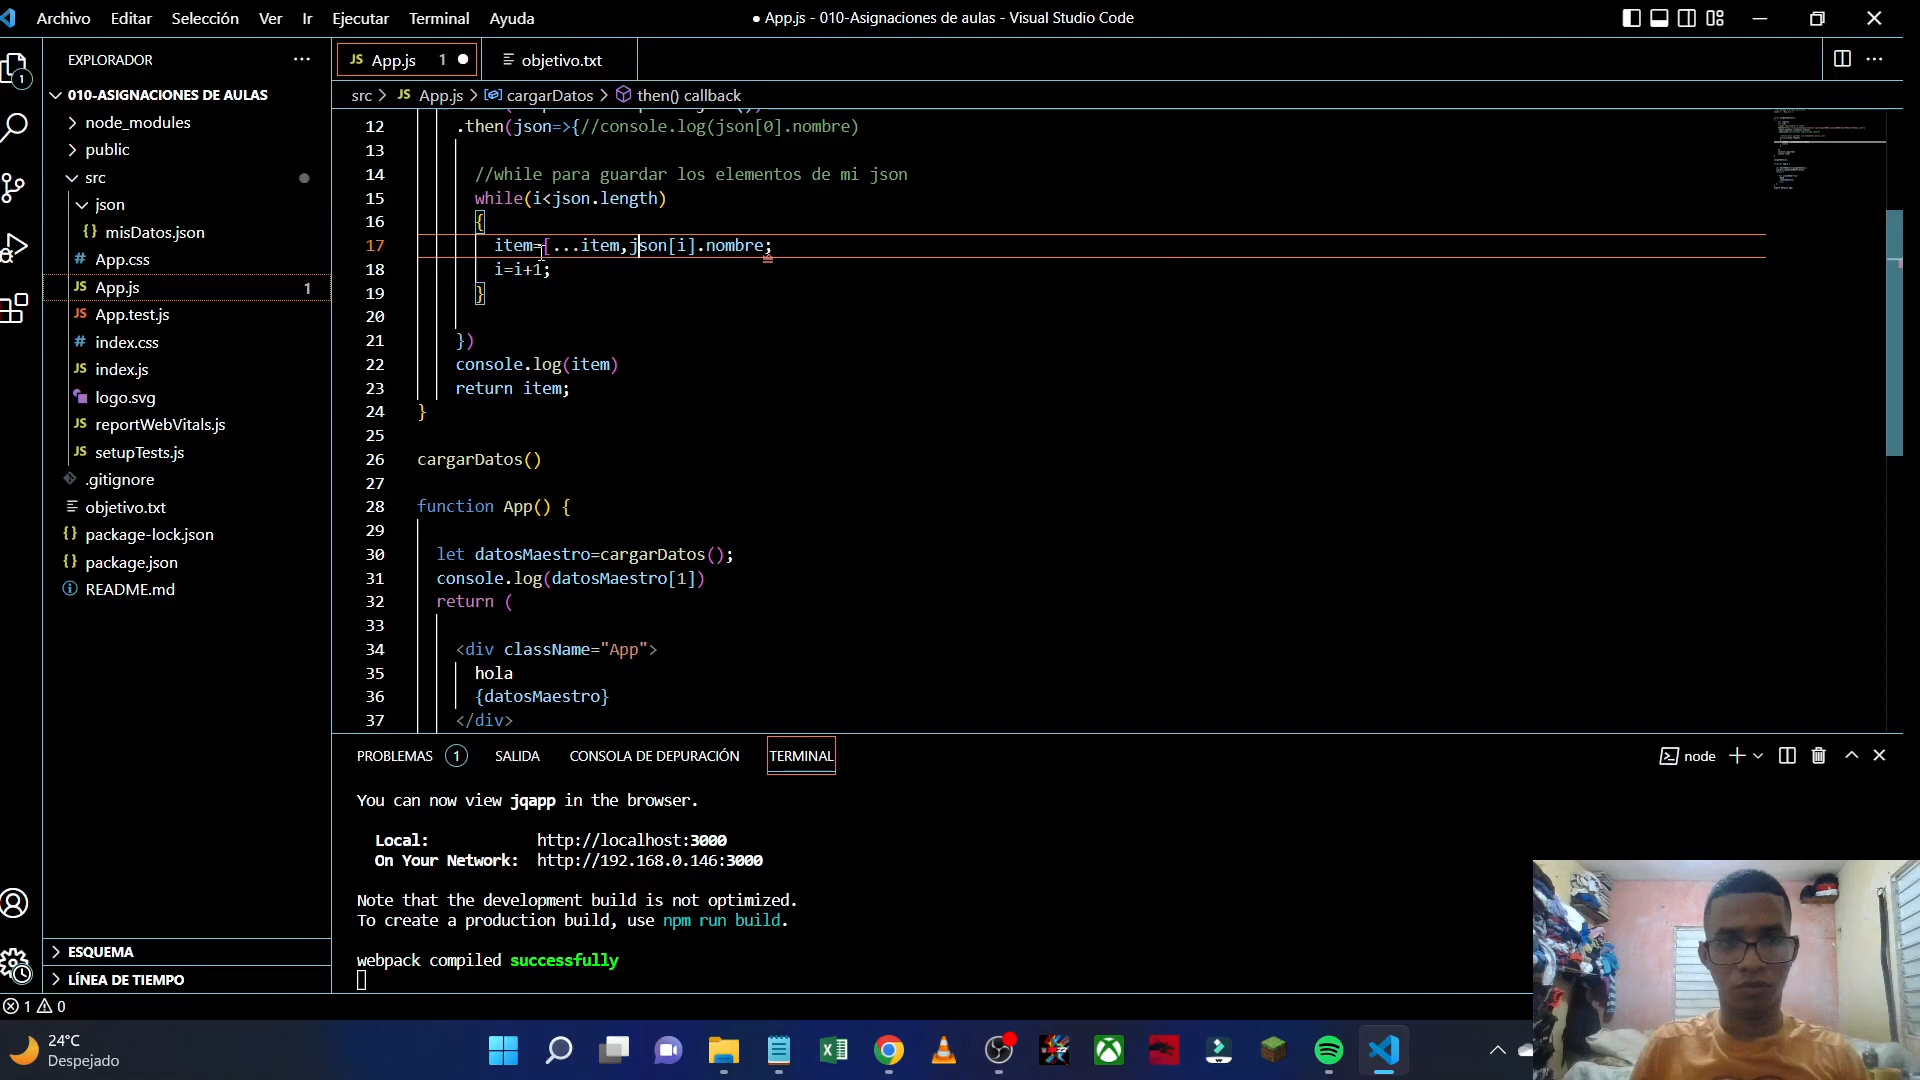 Archivo Editar Selección Ver Ir Ejecutar Terminal Ayuda
● App.js - 010-Asignaciones de aulas - Visual Studio Code
EXPLORADOR
JS App.js 1
objetivo.txt
src > JS App.js > cargarDatos > then() callback
010-ASIGNACIONES DE AULAS
node_modules
public
src
json
{} misDatos.json
# App.css
JS App.js 1
JS App.test.js
# index.css
JS index.js
logo.svg
JS reportWebVitals.js
JS setupTests.js
.gitignore
objetivo.txt
{} package-lock.json
{} package.json
README.md
ESQUEMA
LÍNEA DE TIEMPO
12 .then(json=>{//console.log(json[0].nombre)
13
14 //while para guardar los elementos de mi json
15 while(i<json.length)
16 {
17 item=[...item,json[i].nombre;
18 i=i+1;
19 }
20
21 })
22 console.log(item)
23 return item;
24 }
25
26 cargarDatos()
27
28 function App() {
29
30 let datosMaestro=cargarDatos();
31 console.log(datosMaestro[1])
32 return (
33
34 <div className="App">
35 hola
36 {datosMaestro}
37 </div>
PROBLEMAS 1 SALIDA CONSOLA DE DEPURACIÓN TERMINAL
node
You can now view jqapp in the browser.
Local: http://localhost:3000
On Your Network: http://192.168.0.146:3000
Note that the development build is not optimized.
To create a production build, use npm run build.
webpack compiled successfully
1 0
24°C
Despejado